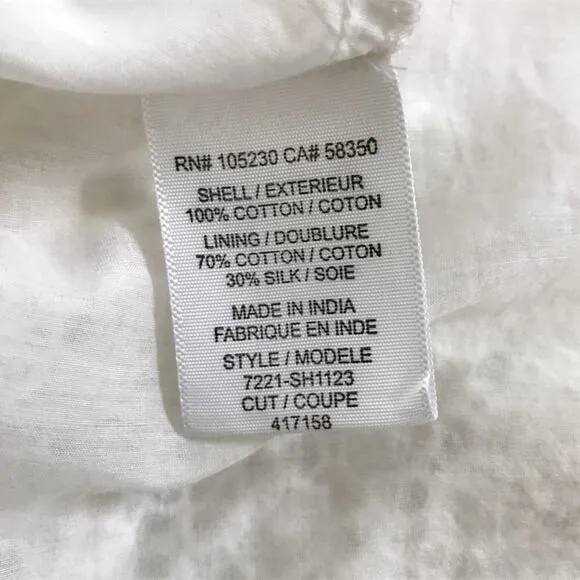 RN# 105230 CA# 58350
SHELL / EXTERIEUR
100% COTTON / COTON
LINING / DOUBLURE
70% COTTON / COTON
30% SILK / SOIE
MADE IN INDIA
FABRIQUE EN INDE
STYLE / MODELE
7221-SH1123
CUT / COUPE
417158